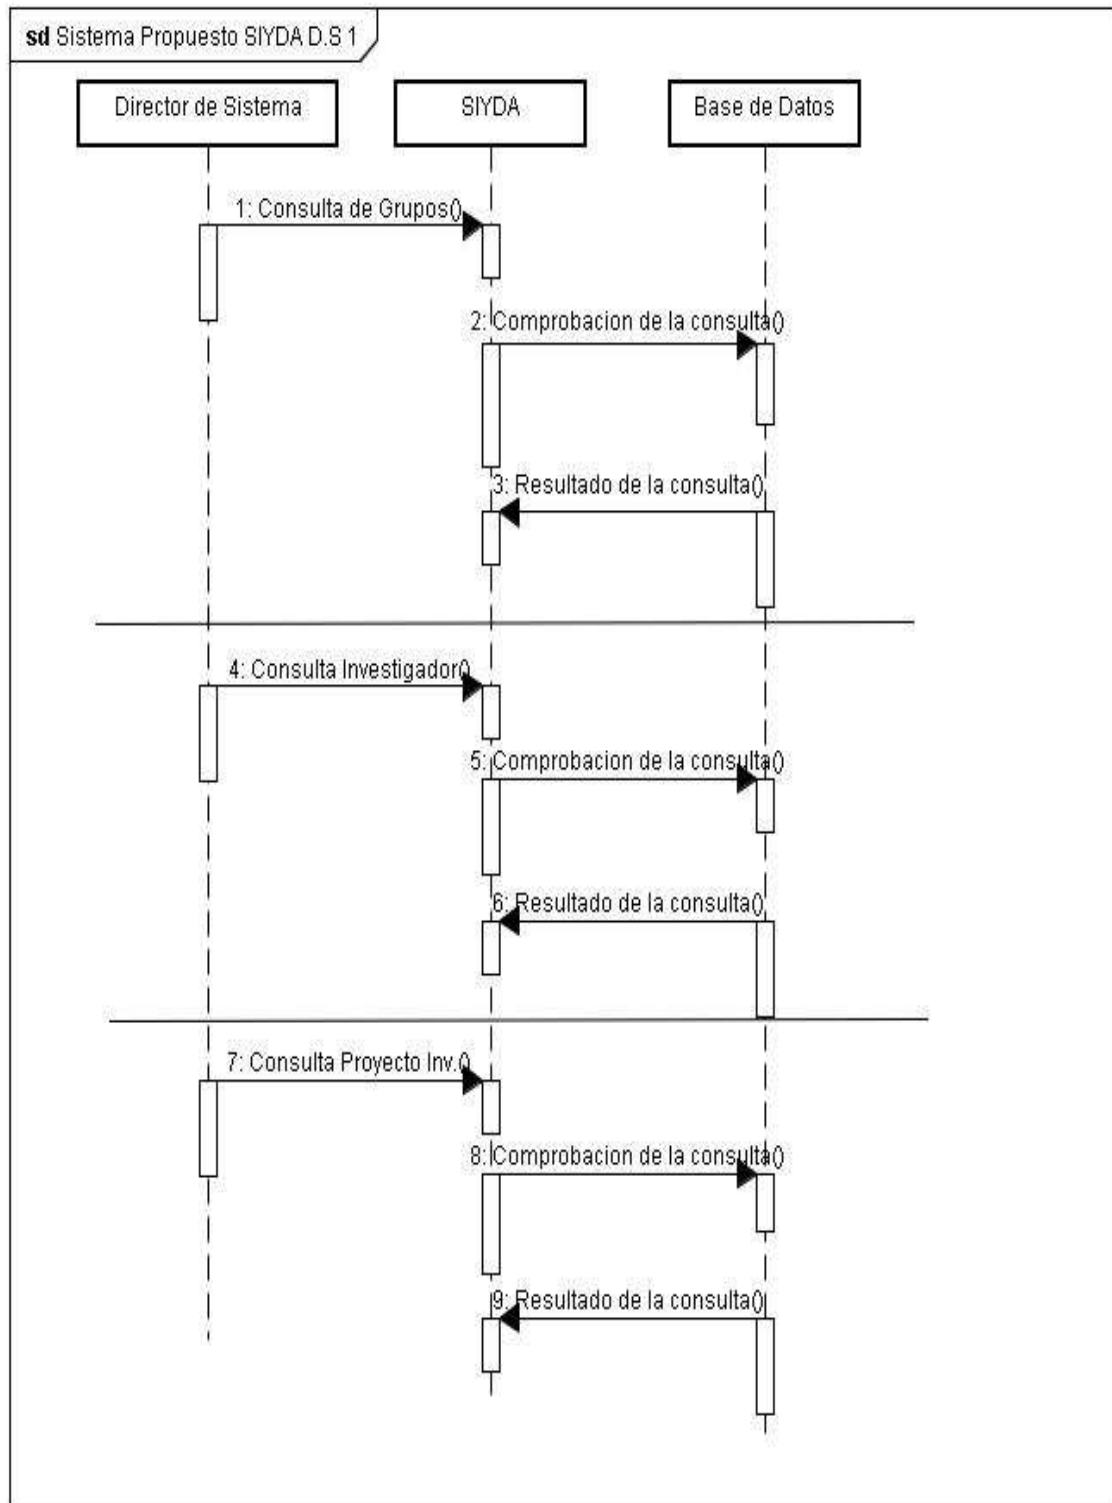 sd Sistema Propuesto SIYDA D.S 1
Director de Sistema
SIYDA
Base de Datos
1: Consulta de Grupos()
2: Comprobacion de la consulta()
3: Resultado de la consulta()
4: Consulta Investigador()
5: Comprobacion de la consulta()
6: Resultado de la consulta()
7: Consulta Proyecto Inv.()
8: Comprobacion de la consulta()
9: Resultado de la consulta()